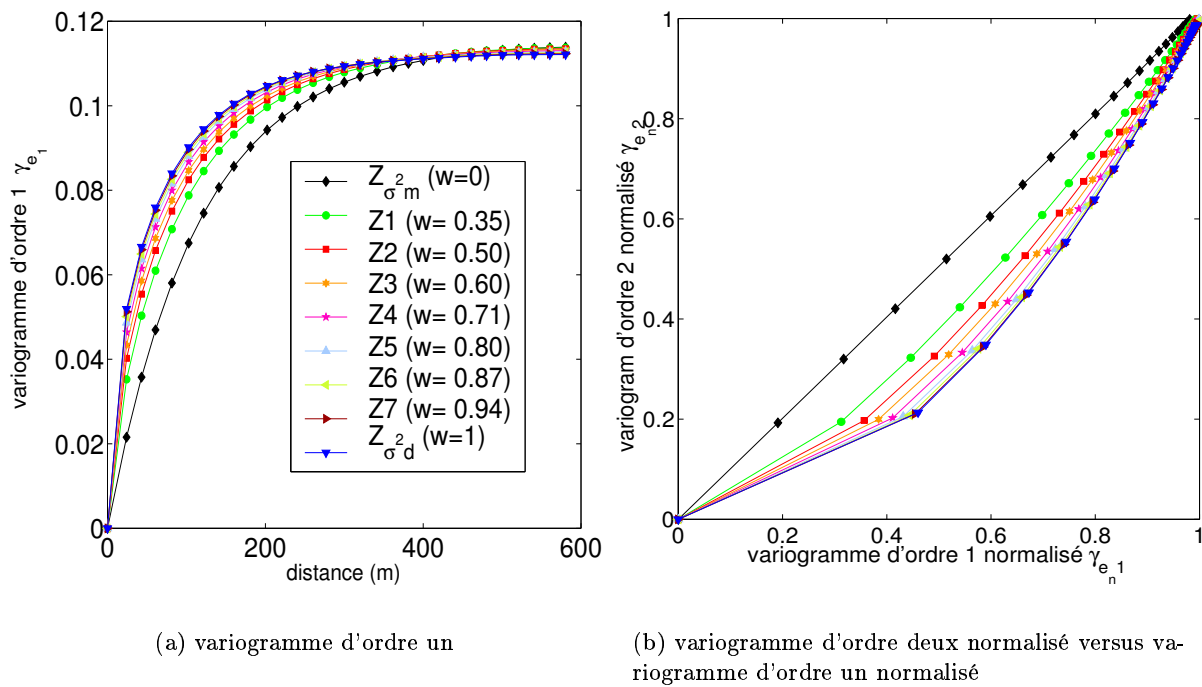 0.12
0.1
0.08
0.06
0.04
0.02
0
variogramme d'ordre 1 γe1
0
200
400
600
distance (m)
Zσ2m (w=0)
Z1 (w= 0.35)
Z2 (w= 0.50)
Z3 (w= 0.60)
Z4 (w= 0.71)
Z5 (w= 0.80)
Z6 (w= 0.87)
Z7 (w= 0.94)
Zσ2d (w=1)
1
0.8
0.6
0.4
0.2
0
variogram d'ordre 2 normalisé γen2
0
0.2
0.4
0.6
0.8
1
variogramme d'ordre 1 normalisé γen1
(a) variogramme d'ordre un
(b) variogramme d'ordre deux normalisé versus va-
riogramme d'ordre un normalisé